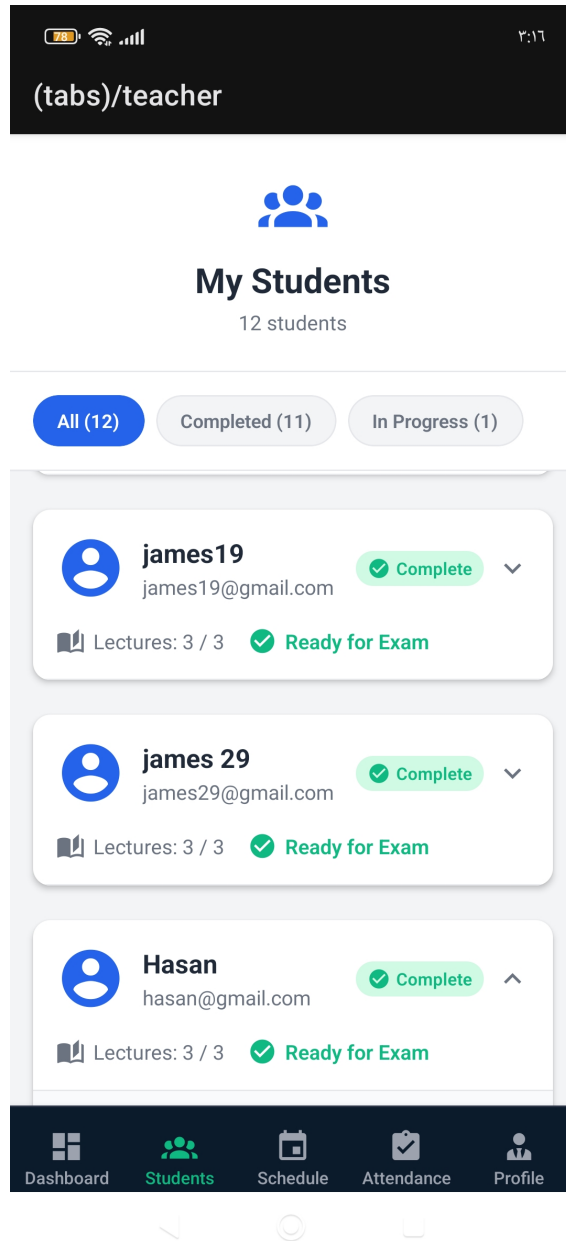 78 ٣:١٦
(tabs)/teacher
My Students
12 students
All (12) Completed (11) In Progress (1)
james19
Complete
james19@gmail.com
Lectures: 3 / 3 Ready for Exam
james 29
Complete
james29@gmail.com
Lectures: 3 / 3 Ready for Exam
Hasan
Complete
hasan@gmail.com
Lectures: 3 / 3 Ready for Exam
Dashboard Students Schedule Attendance Profile